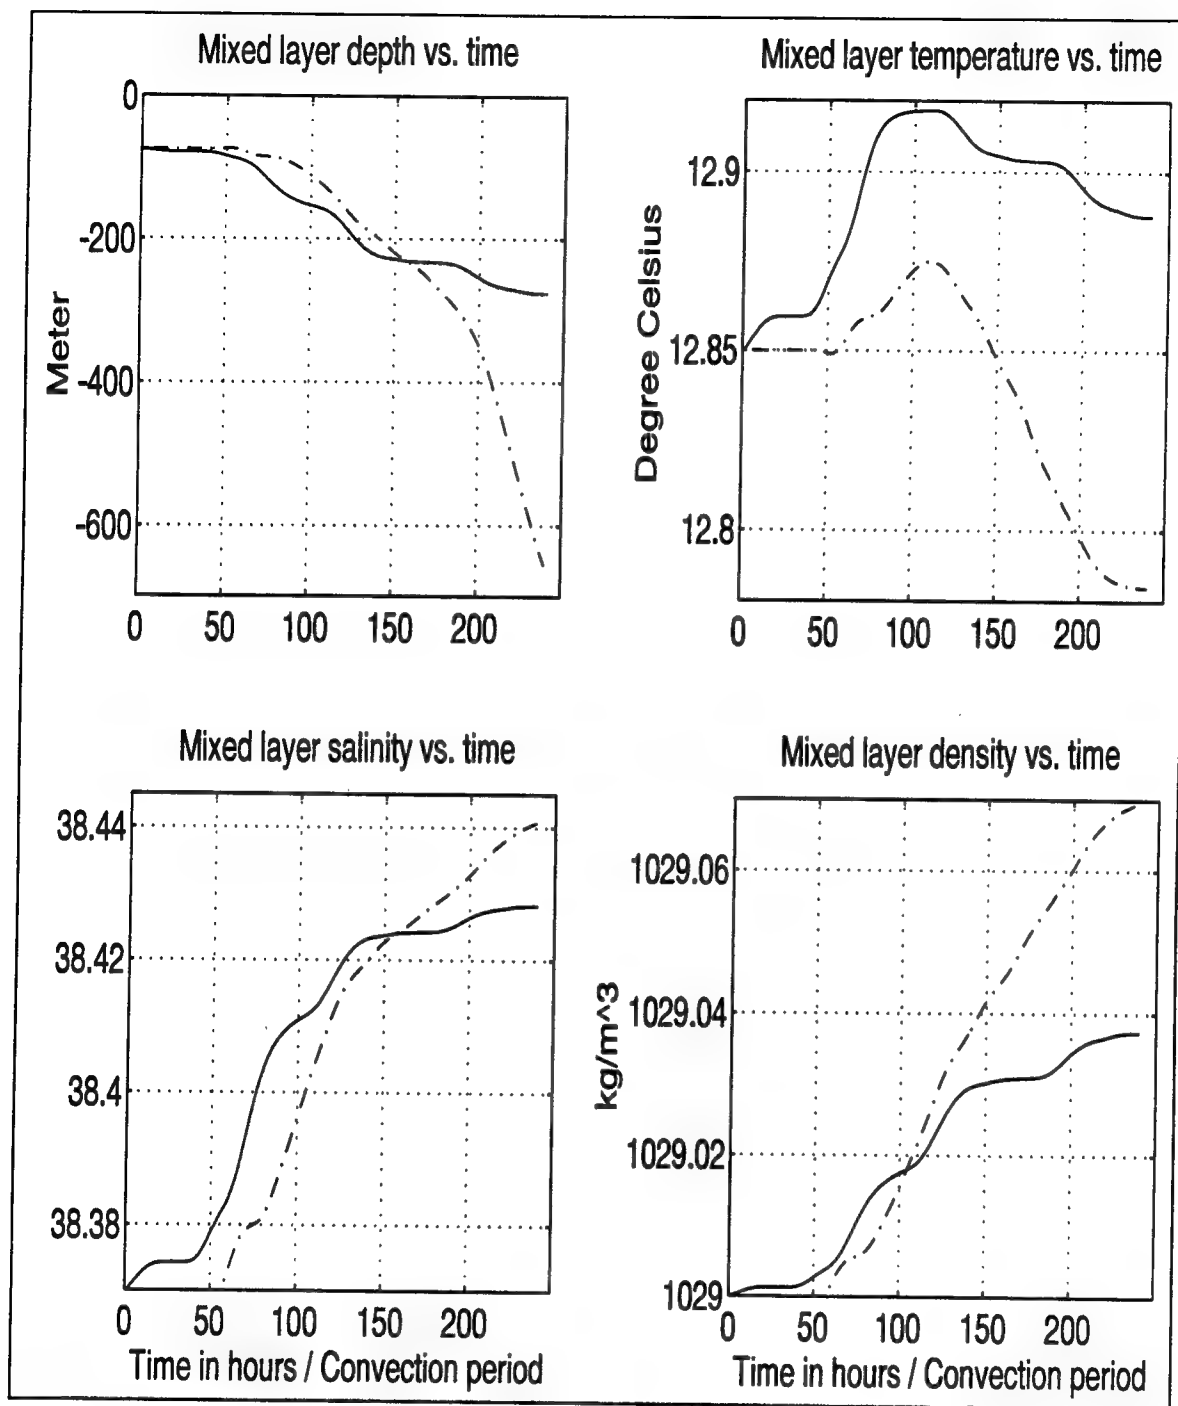 Mixed layer depth vs. time
0
-200
-400
-600
Meter
0 50 100 150 200
Mixed layer temperature vs. time
12.9
12.85
12.8
Degree Celsius
0 50 100 150 200
Mixed layer salinity vs. time
38.44
38.42
38.4
38.38
0 50 100 150 200
Time in hours / Convection period
Mixed layer density vs. time
1029.06
1029.04
1029.02
1029
kg/m^3
0 50 100 150 200
Time in hours / Convection period